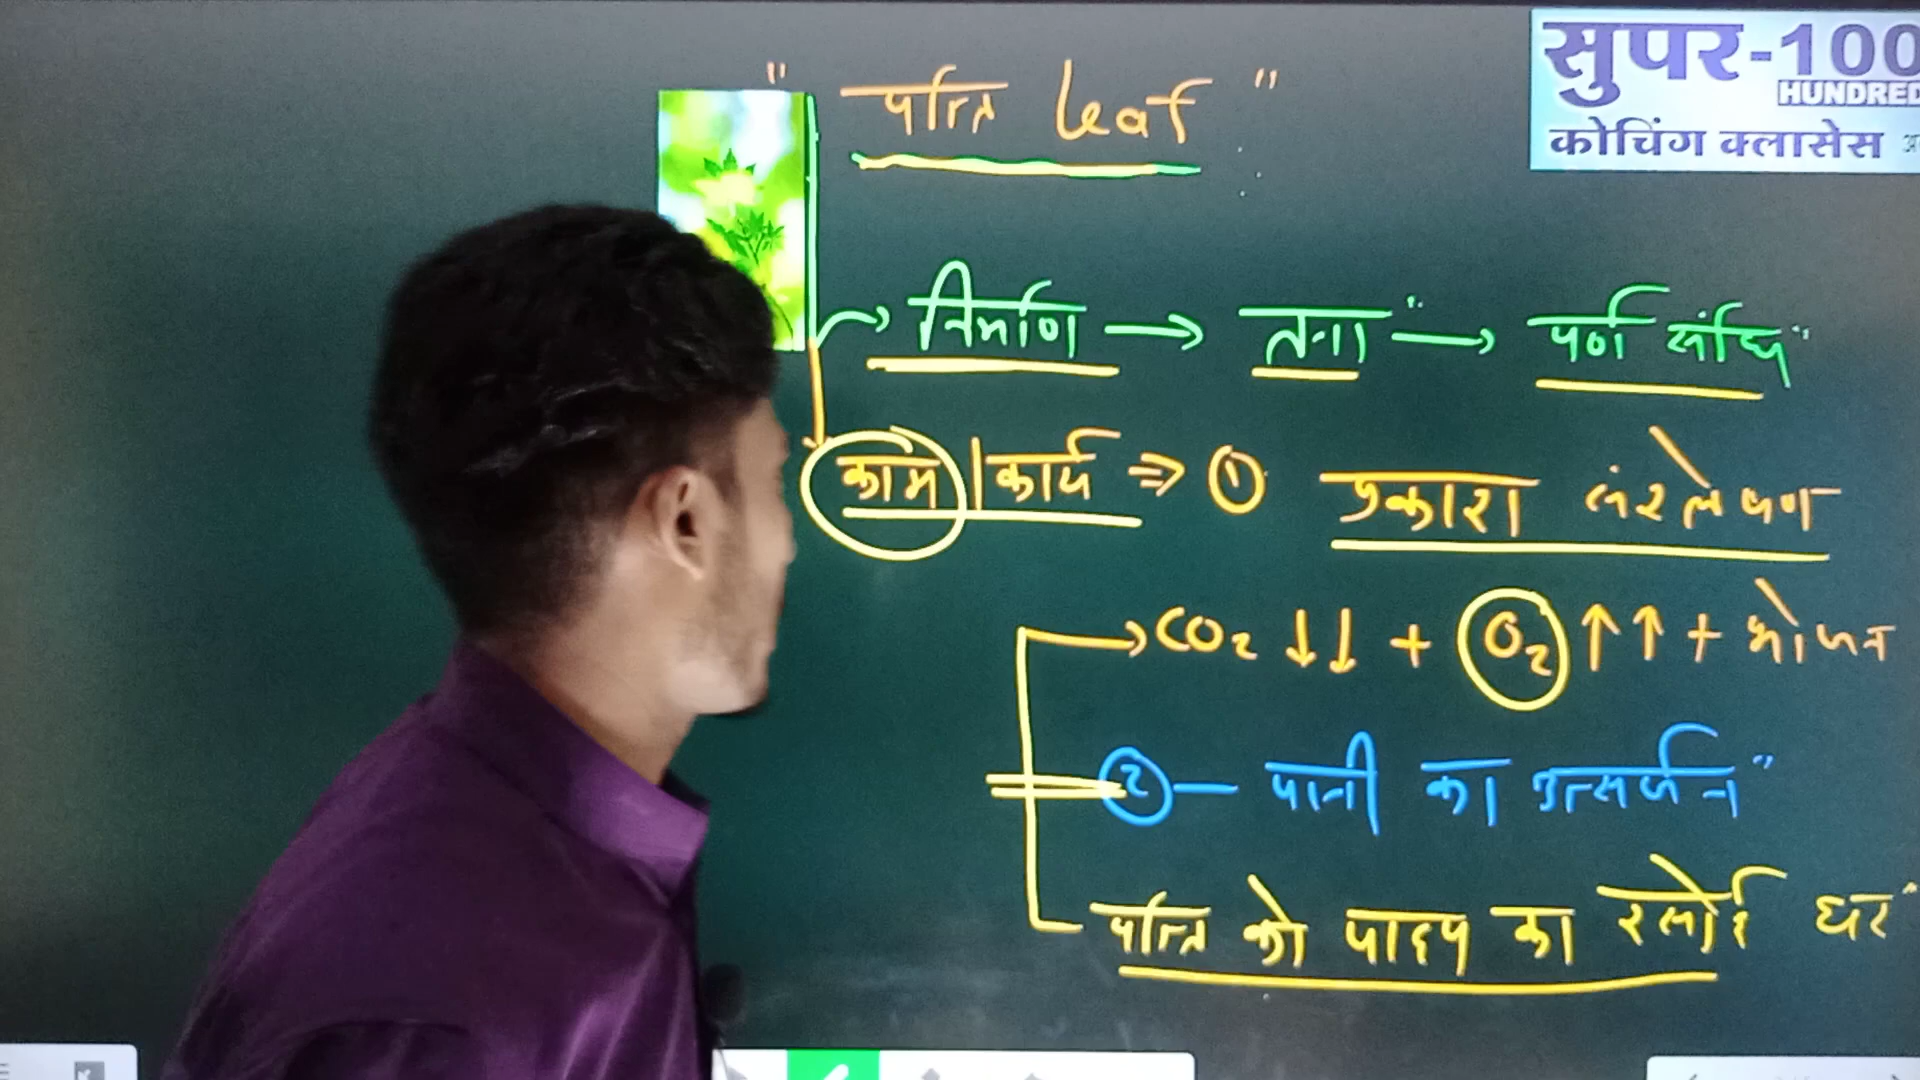 सुपर-100
HUNDRED
कोचिंग क्लासेस
" पत्ति Leaf "
निर्माण → तना" → पर्ण संधि"
काम | कार्य ⇒ ① प्रकाश संश्लेषण
→ CO₂ ↓↓ + O₂ ↑↑ + भोजन
② — पानी का उत्सर्जन"
पत्ति को पादप का रसोई घर"